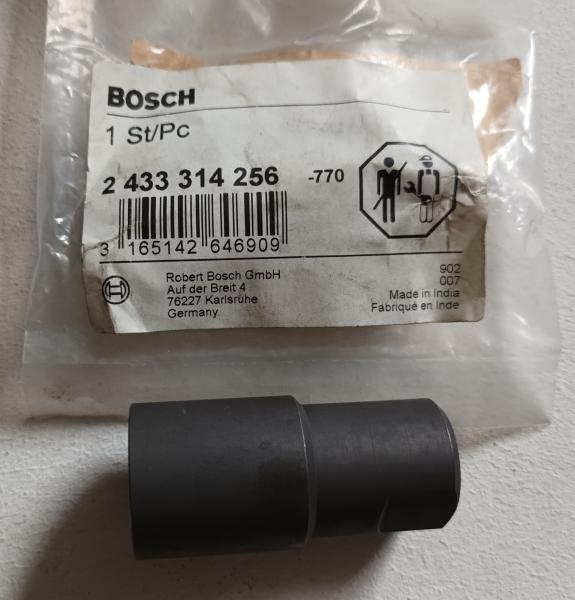 BOSCH
1 St/Pc
2 433 314 256 -770
3 165142 646909
Robert Bosch GmbH
Auf der Breit 4
76227 Karlsruhe
Germany
902
007
Made in India
Fabriqué en Inde